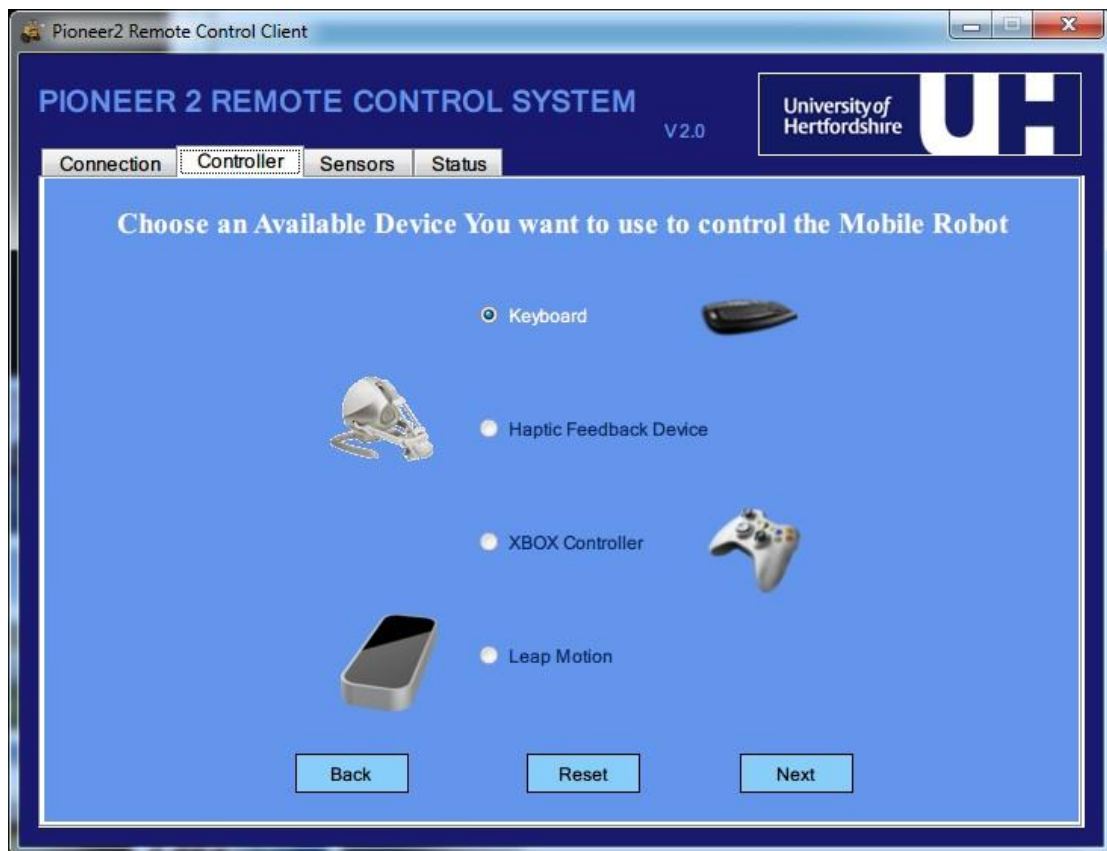 Pioneer2 Remote Control Client
PIONEER 2 REMOTE CONTROL SYSTEM
V 2.0
University of
Hertfordshire
UH
Connection Controller Sensors Status
Choose an Available Device You want to use to control the Mobile Robot
Keyboard
Haptic Feedback Device
XBOX Controller
Leap Motion
Back Reset Next